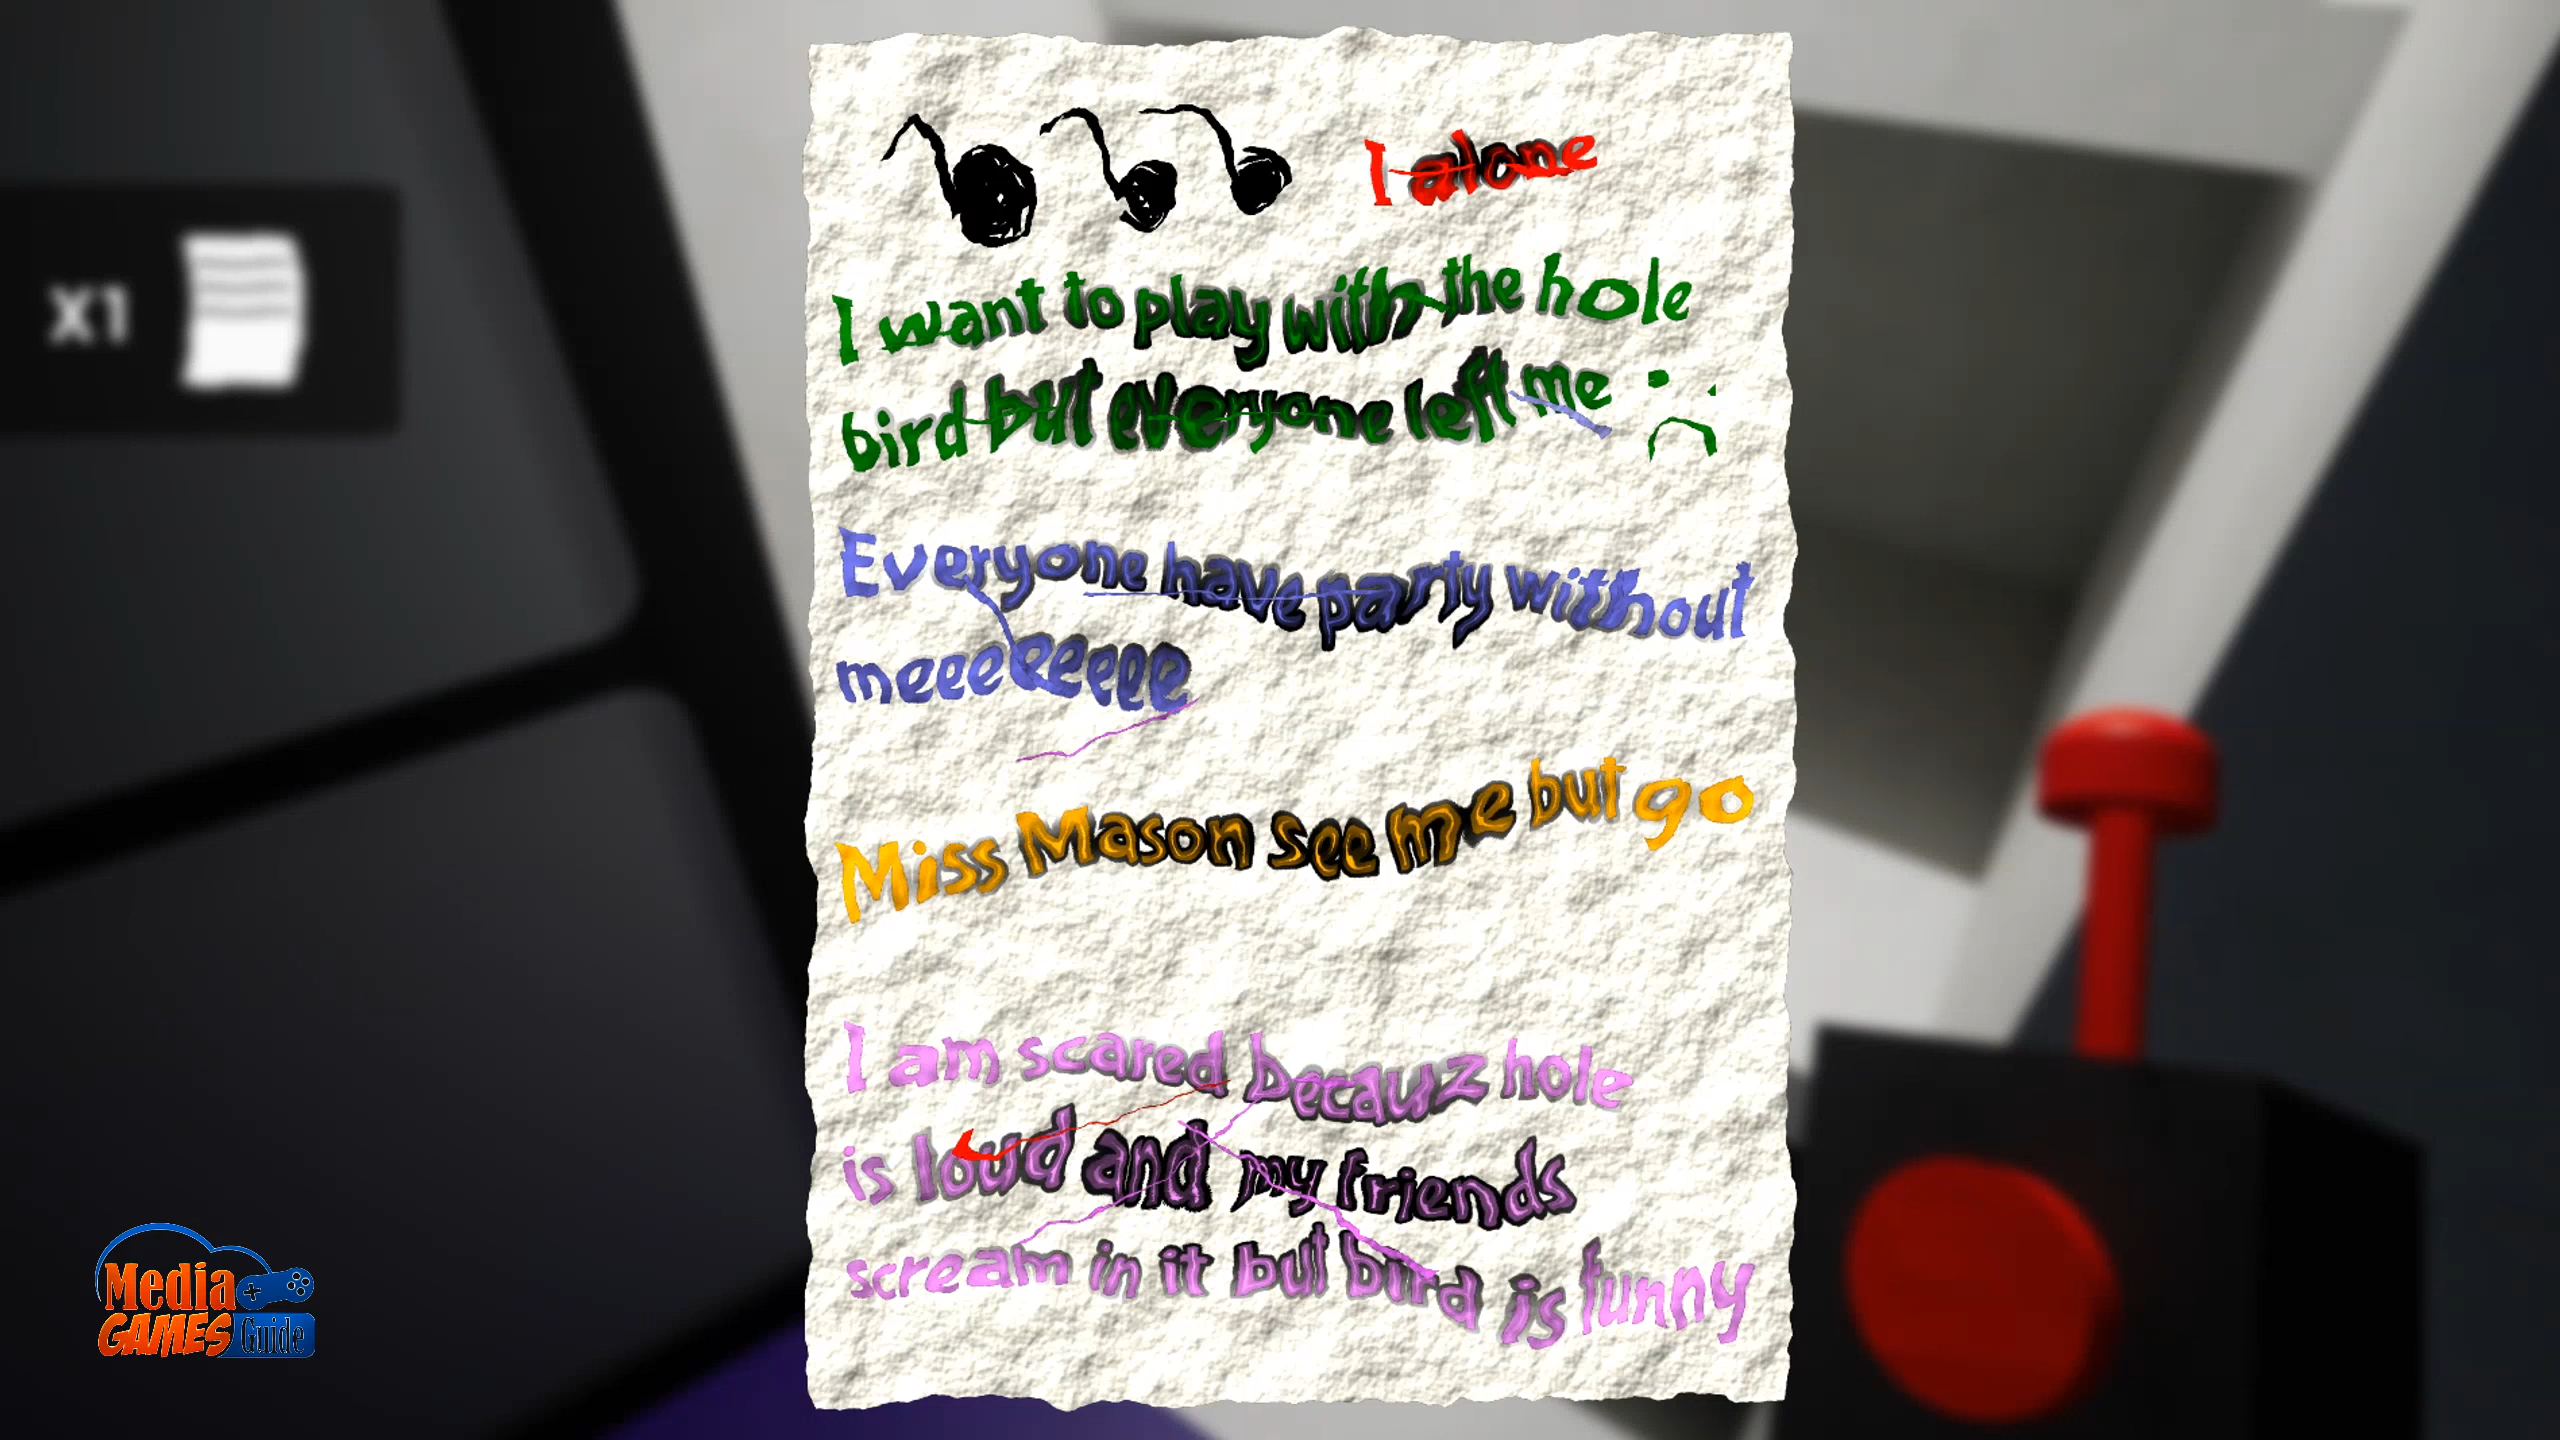 I alone
I want to play with the hole
bird but everyone left me :(
Everyone have party without
meeeeeeee
Miss Mason see me but go
I am scared becauz hole
is loud and my friends
scream in it but bird is funny
X1
Media
GAMES
Guide